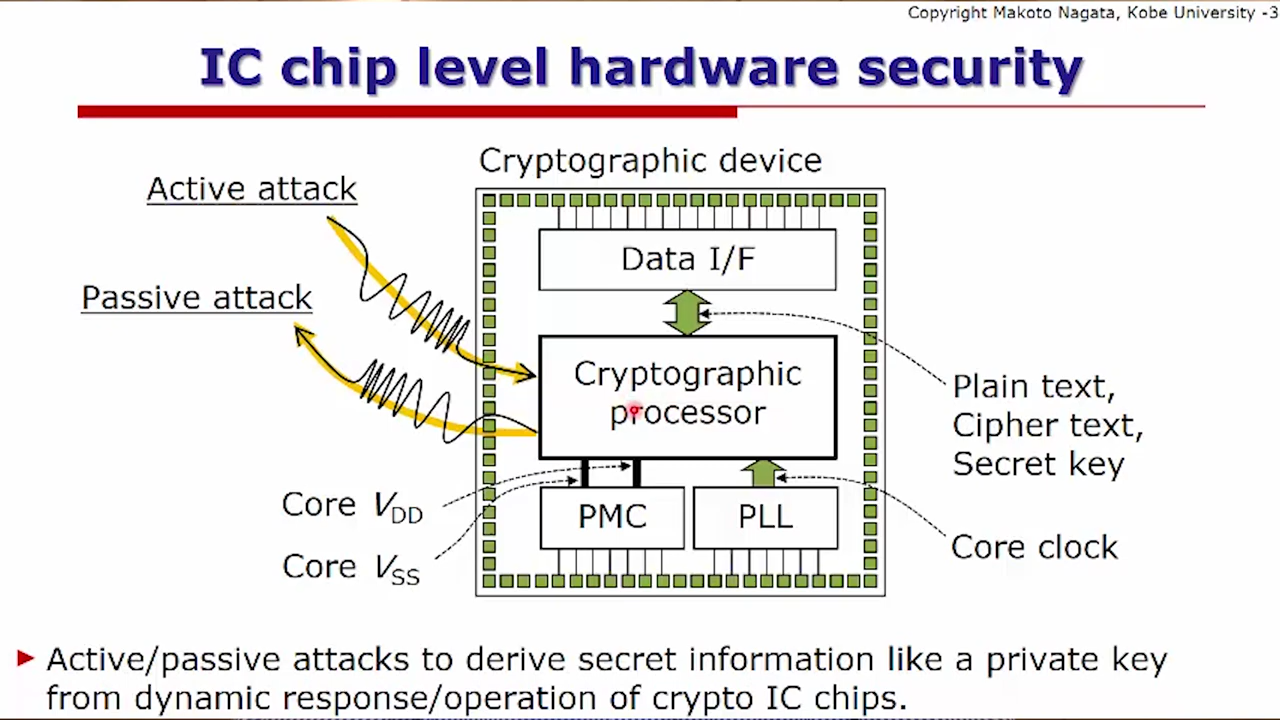 Copyright Makoto Nagata, Kobe University -3
IC chip level hardware security
Cryptographic device
Active attack
Data I/F
Passive attack
Cryptographic
processor
Plain text,
Cipher text,
Secret key
Core VDD
PMC
PLL
Core clock
Core VSS
Active/passive attacks to derive secret information like a private key
from dynamic response/operation of crypto IC chips.